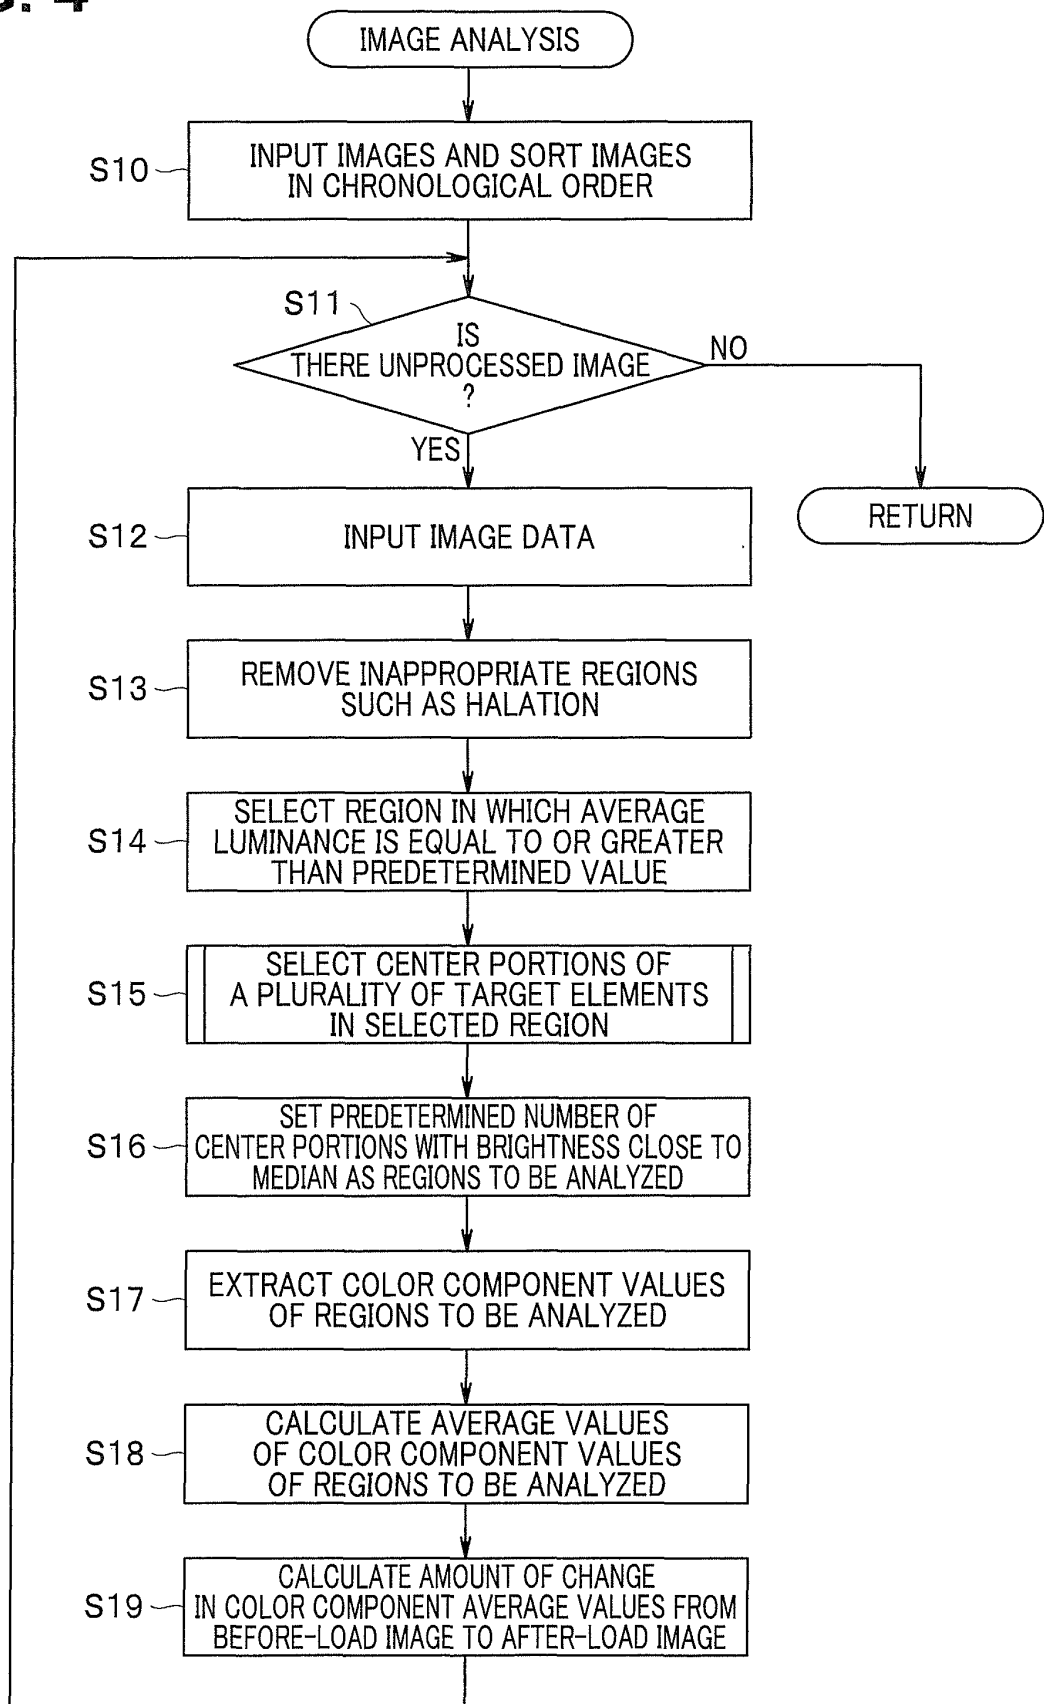 IMAGE ANALYSIS
S10
INPUT IMAGES AND SORT IMAGES
IN CHRONOLOGICAL ORDER
S11
IS
THERE UNPROCESSED IMAGE
?
NO
YES
RETURN
S12
INPUT IMAGE DATA
S13
REMOVE INAPPROPRIATE REGIONS
SUCH AS HALATION
S14
SELECT REGION IN WHICH AVERAGE
LUMINANCE IS EQUAL TO OR GREATER
THAN PREDETERMINED VALUE
S15
SELECT CENTER PORTIONS OF
A PLURALITY OF TARGET ELEMENTS
IN SELECTED REGION
S16
SET PREDETERMINED NUMBER OF
CENTER PORTIONS WITH BRIGHTNESS CLOSE TO
MEDIAN AS REGIONS TO BE ANALYZED
S17
EXTRACT COLOR COMPONENT VALUES
OF REGIONS TO BE ANALYZED
S18
CALCULATE AVERAGE VALUES
OF COLOR COMPONENT VALUES
OF REGIONS TO BE ANALYZED
S19
CALCULATE AMOUNT OF CHANGE
IN COLOR COMPONENT AVERAGE VALUES FROM
BEFORE-LOAD IMAGE TO AFTER-LOAD IMAGE